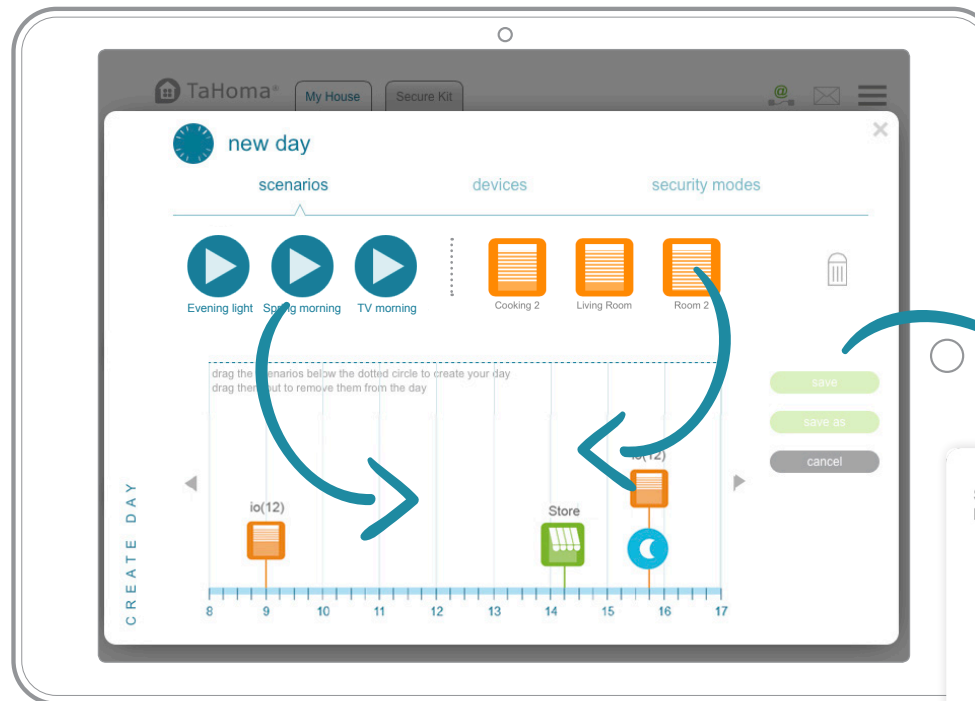 TaHoma®
My House
Secure Kit
@
new day
scenarios
devices
security modes
Evening light
Spring morning
TV morning
Cooking 2
Living Room
Room 2
drag the scenarios below the dotted circle to create your day
drag them out to remove them from the day
save
save as
cancel
CREATE DAY
io(12)
Store
io(12)
8 9 10 11 12 13 14 15 16 17